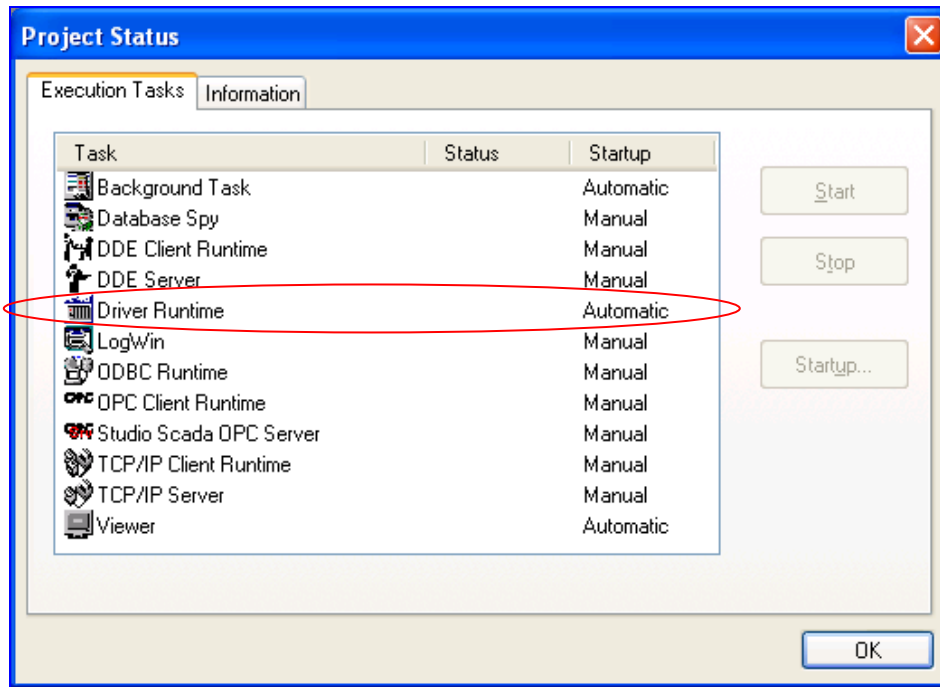 Project Status
Execution Tasks Information
Task Status Startup
Background Task Automatic
Database Spy Manual
DDE Client Runtime Manual
DDE Server Manual
Driver Runtime Automatic
LogWin Manual
ODBC Runtime Manual
OPC Client Runtime Manual
Studio Scada OPC Server Manual
TCP/IP Client Runtime Manual
TCP/IP Server Manual
Viewer Automatic
Start
Stop
Startup...
OK